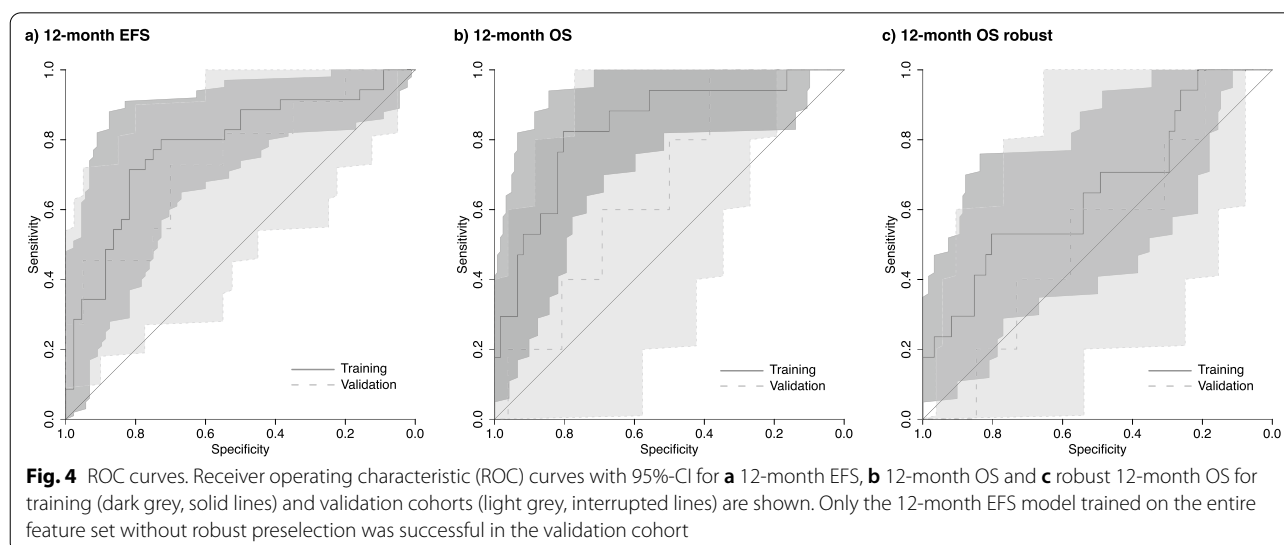 a) 12-month EFS
b) 12-month OS
c) 12-month OS robust
Sensitivity
0.0 0.2 0.4 0.6 0.8 1.0
1.0 0.8 0.6 0.4 0.2 0.0
Specificity
Training
Validation
Sensitivity
0.0 0.2 0.4 0.6 0.8 1.0
1.0 0.8 0.6 0.4 0.2 0.0
Specificity
Training
Validation
Sensitivity
0.0 0.2 0.4 0.6 0.8 1.0
1.0 0.8 0.6 0.4 0.2 0.0
Specificity
Training
Validation
Fig. 4 ROC curves. Receiver operating characteristic (ROC) curves with 95%-CI for a 12-month EFS, b 12-month OS and c robust 12-month OS for
training (dark grey, solid lines) and validation cohorts (light grey, interrupted lines) are shown. Only the 12-month EFS model trained on the entire
feature set without robust preselection was successful in the validation cohort